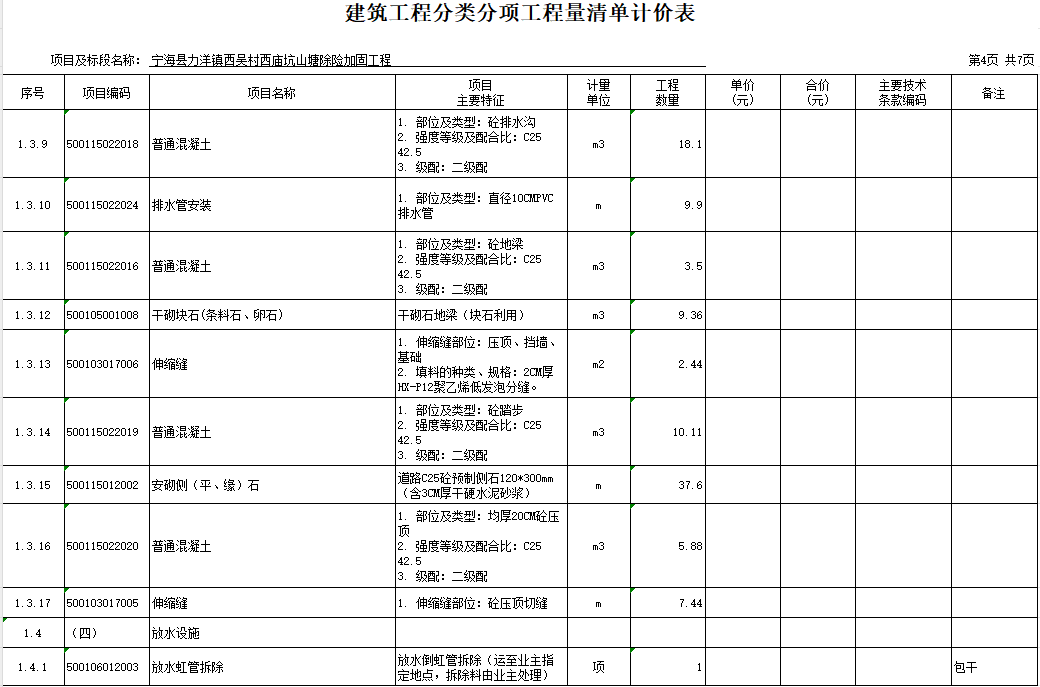 建筑工程分类分项工程量清单计价表
项目及标段名称： 宁海县力洋镇西吴村西庙坑山塘除险加固工程 第4页 共7页
序号 项目编码 项目名称 项目 主要特征 计量 单位 工程 数量 单价 (元) 合价 (元) 主要技术 条款编码 备注
1.3.9 500115022018 普通混凝土 1. 部位及类型：砼排水沟
2. 强度等级及配合比：C25
42.5
3. 级配：二级配 m3 18.1
1.3.10 500115022024 排水管安装 1. 部位及类型：直径10CMPVC
排水管 m 9.9
1.3.11 500115022016 普通混凝土 1. 部位及类型：砼地梁
2. 强度等级及配合比：C25
42.5
3. 级配：二级配 m3 3.5
1.3.12 500105001008 干砌块石(条料石、卵石) 干砌石地梁（块石利用） m3 9.36
1.3.13 500103017006 伸缩缝 1. 伸缩缝部位：压顶、挡墙、
基础
2. 填料的种类、规格：2CM厚
HX-P12聚乙烯低发泡分缝。 m2 2.44
1.3.14 500115022019 普通混凝土 1. 部位及类型：砼踏步
2. 强度等级及配合比：C25
42.5
3. 级配：二级配 m3 10.11
1.3.15 500115012002 安砌侧（平、缘）石 道路C25砼预制侧石120*300mm
（含3CM厚干硬水泥砂浆） m 37.6
1.3.16 500115022020 普通混凝土 1. 部位及类型：均厚20CM砼压
顶
2. 强度等级及配合比：C25
42.5
3. 级配：二级配 m3 5.88
1.3.17 500103017005 伸缩缝 1. 伸缩缝部位：砼压顶切缝 m 7.44
1.4 （四） 放水设施
1.4.1 500106012003 放水虹管拆除 放水倒虹管拆除（运至业主指
定地点，拆除料由业主处理） 项 1 包干